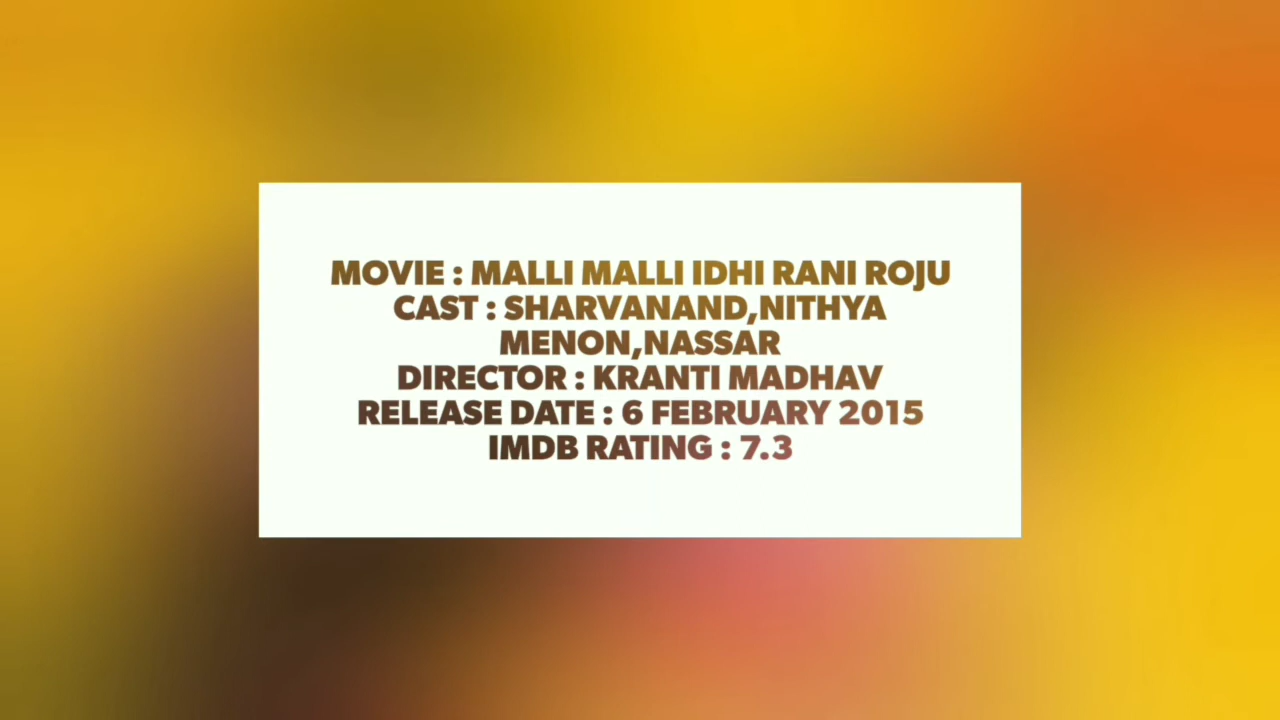 MOVIE : MALLI MALLI IDHI RANI ROJU
CAST : SHARVANAND,NITHYA
MENON,NASSAR
DIRECTOR : KRANTI MADHAV
RELEASE DATE : 6 FEBRUARY 2015
IMDB RATING : 7.3